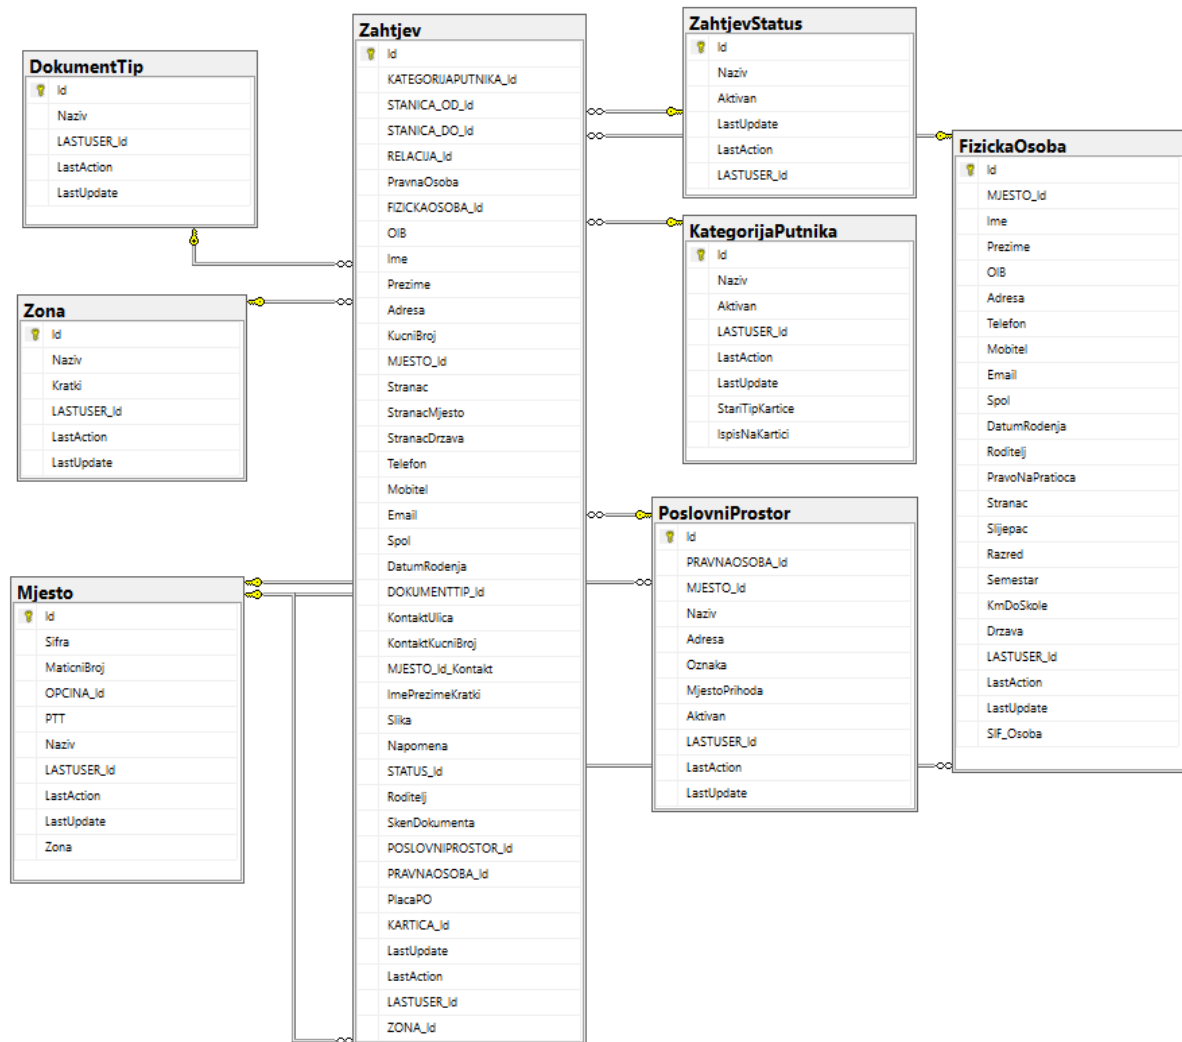 DokumentTip
Id
Naziv
LASTUSER_Id
LastAction
LastUpdate
Zona
Id
Naziv
Kratki
LASTUSER_Id
LastAction
LastUpdate
Mjesto
Id
Sifra
MaticniBroj
OPCINA_Id
PTT
Naziv
LASTUSER_Id
LastAction
LastUpdate
Zona
Zahtjev
Id
KATEGORIJAPUTNIKA_Id
STANICA_OD_Id
STANICA_DO_Id
RELACIJA_Id
PravnaOsoba
FIZICKAOSOBA_Id
OIB
Ime
Prezime
Adresa
KucniBroj
MJESTO_Id
Stranac
StranacMjesto
StranacDrzava
Telefon
Mobitel
Email
Spol
DatumRodenja
DOKUMENTTIP_Id
KontaktUlica
KontaktKucniBroj
MJESTO_Id_Kontakt
ImePrezimeKratki
Slika
Napomena
STATUS_Id
Roditelj
SkenDokumenta
POSLOVNIPROSTOR_Id
PRAVNAOSOBA_Id
PlacaPO
KARTICA_Id
LastUpdate
LastAction
LASTUSER_Id
ZONA_Id
ZahtjevStatus
Id
Naziv
Aktivan
LastUpdate
LastAction
LASTUSER_Id
KategorijaPutnika
Id
Naziv
Aktivan
LASTUSER_Id
LastAction
LastUpdate
StariTipKartice
IspisNaKartici
PoslovniProstor
Id
PRAVNAOSOBA_Id
MJESTO_Id
Naziv
Adresa
Oznaka
MjestoPrihoda
Aktivan
LASTUSER_Id
LastAction
LastUpdate
FizickaOsoba
Id
MJESTO_Id
Ime
Prezime
OIB
Adresa
Telefon
Mobitel
Email
Spol
DatumRodenja
Roditelj
PravoNaPratioca
Stranac
Slijepac
Razred
Semestar
KmDoSkole
Drzava
LASTUSER_Id
LastAction
LastUpdate
SIF_Osoba